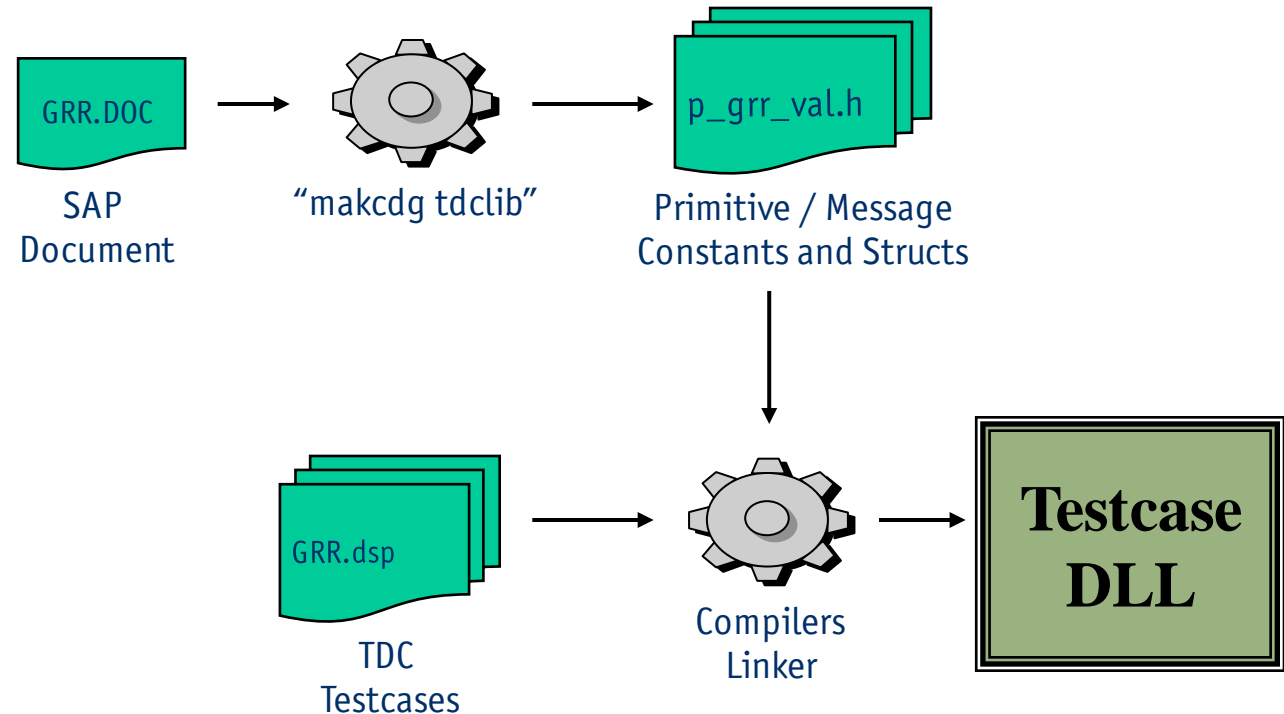 GRR.DOC
SAP
Document
“makcdg tdclib”
p_grr_val.h
Primitive / Message
Constants and Structs
GRR.dsp
TDC
Testcases
Compilers
Linker
Testcase
DLL